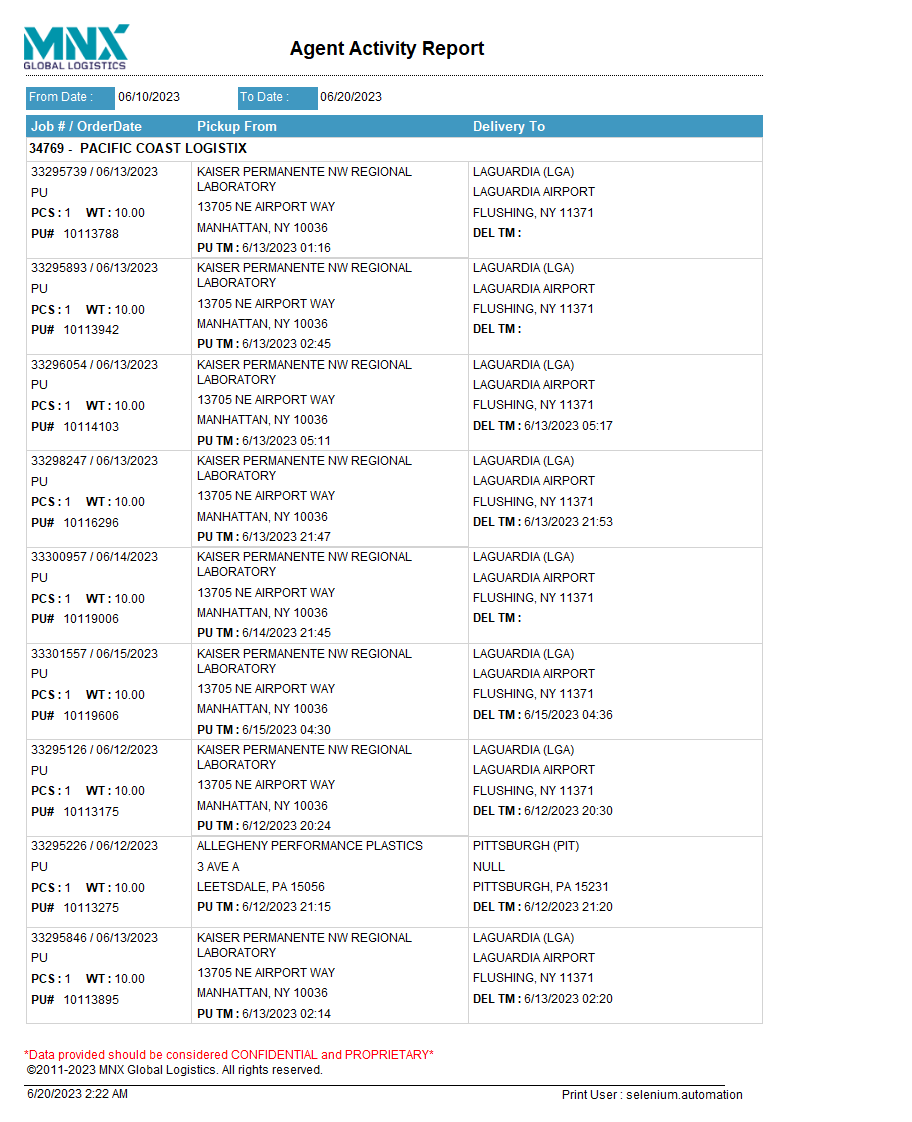 MNX
GLOBAL LOGISTICS
Agent Activity Report
From Date : 06/10/2023 To Date : 06/20/2023
Job # / OrderDate Pickup From Delivery To
34769 - PACIFIC COAST LOGISTIX
33295739 / 06/13/2023
PU
PCS : 1 WT : 10.00
PU# 10113788
KAISER PERMANENTE NW REGIONAL
LABORATORY
13705 NE AIRPORT WAY
MANHATTAN, NY 10036
PU TM : 6/13/2023 01:16
LAGUARDIA (LGA)
LAGUARDIA AIRPORT
FLUSHING, NY 11371
DEL TM :
33295893 / 06/13/2023
PU
PCS : 1 WT : 10.00
PU# 10113942
KAISER PERMANENTE NW REGIONAL
LABORATORY
13705 NE AIRPORT WAY
MANHATTAN, NY 10036
PU TM : 6/13/2023 02:45
LAGUARDIA (LGA)
LAGUARDIA AIRPORT
FLUSHING, NY 11371
DEL TM :
33296054 / 06/13/2023
PU
PCS : 1 WT : 10.00
PU# 10114103
KAISER PERMANENTE NW REGIONAL
LABORATORY
13705 NE AIRPORT WAY
MANHATTAN, NY 10036
PU TM : 6/13/2023 05:11
LAGUARDIA (LGA)
LAGUARDIA AIRPORT
FLUSHING, NY 11371
DEL TM : 6/13/2023 05:17
33298247 / 06/13/2023
PU
PCS : 1 WT : 10.00
PU# 10116296
KAISER PERMANENTE NW REGIONAL
LABORATORY
13705 NE AIRPORT WAY
MANHATTAN, NY 10036
PU TM : 6/13/2023 21:47
LAGUARDIA (LGA)
LAGUARDIA AIRPORT
FLUSHING, NY 11371
DEL TM : 6/13/2023 21:53
33300957 / 06/14/2023
PU
PCS : 1 WT : 10.00
PU# 10119006
KAISER PERMANENTE NW REGIONAL
LABORATORY
13705 NE AIRPORT WAY
MANHATTAN, NY 10036
PU TM : 6/14/2023 21:45
LAGUARDIA (LGA)
LAGUARDIA AIRPORT
FLUSHING, NY 11371
DEL TM :
33301557 / 06/15/2023
PU
PCS : 1 WT : 10.00
PU# 10119606
KAISER PERMANENTE NW REGIONAL
LABORATORY
13705 NE AIRPORT WAY
MANHATTAN, NY 10036
PU TM : 6/15/2023 04:30
LAGUARDIA (LGA)
LAGUARDIA AIRPORT
FLUSHING, NY 11371
DEL TM : 6/15/2023 04:36
33295126 / 06/12/2023
PU
PCS : 1 WT : 10.00
PU# 10113175
KAISER PERMANENTE NW REGIONAL
LABORATORY
13705 NE AIRPORT WAY
MANHATTAN, NY 10036
PU TM : 6/12/2023 20:24
LAGUARDIA (LGA)
LAGUARDIA AIRPORT
FLUSHING, NY 11371
DEL TM : 6/12/2023 20:30
33295226 / 06/12/2023
PU
PCS : 1 WT : 10.00
PU# 10113275
ALLEGHENY PERFORMANCE PLASTICS
3 AVE A
LEETSDALE, PA 15056
PU TM : 6/12/2023 21:15
PITTSBURGH (PIT)
NULL
PITTSBURGH, PA 15231
DEL TM : 6/12/2023 21:20
33295846 / 06/13/2023
PU
PCS : 1 WT : 10.00
PU# 10113895
KAISER PERMANENTE NW REGIONAL
LABORATORY
13705 NE AIRPORT WAY
MANHATTAN, NY 10036
PU TM : 6/13/2023 02:14
LAGUARDIA (LGA)
LAGUARDIA AIRPORT
FLUSHING, NY 11371
DEL TM : 6/13/2023 02:20
*Data provided should be considered CONFIDENTIAL and PROPRIETARY*
©2011-2023 MNX Global Logistics. All rights reserved.
6/20/2023 2:22 AM Print User : selenium.automation